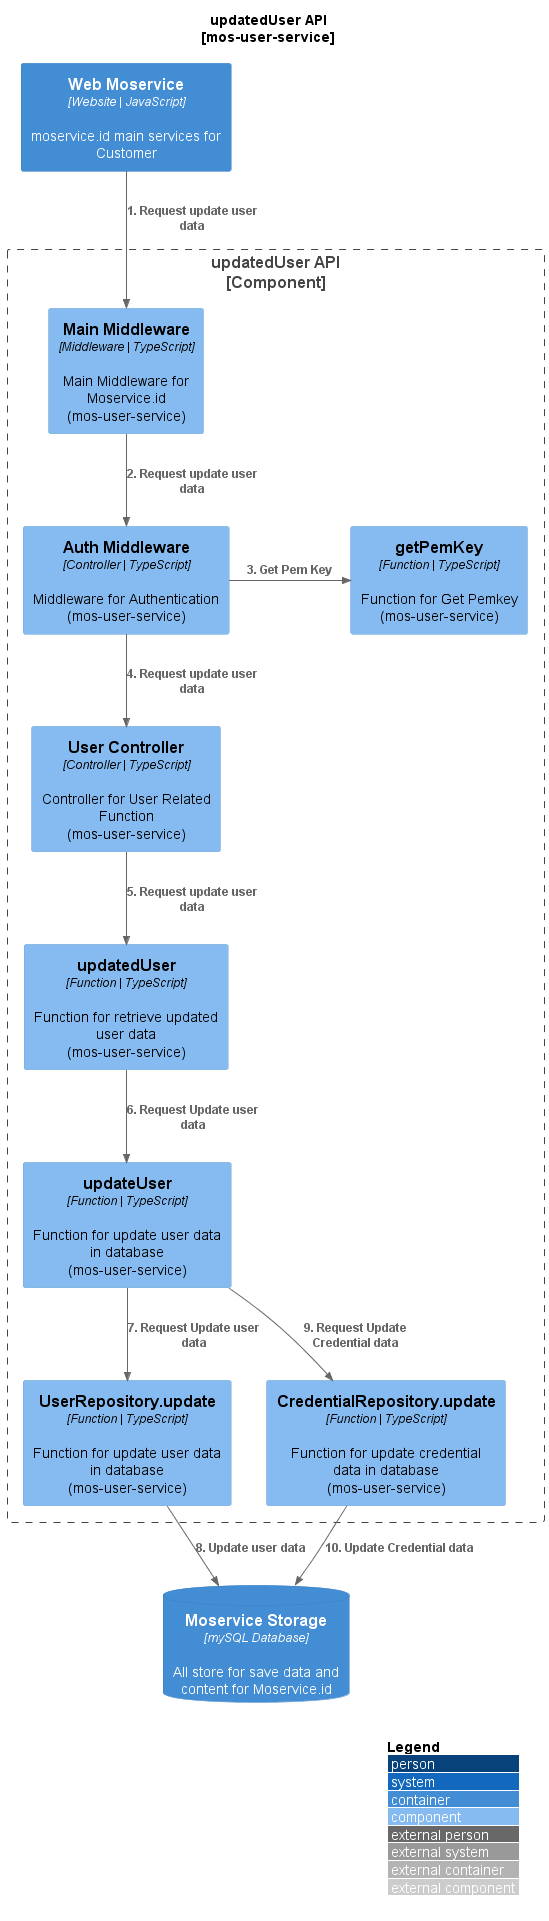 updatedUser API
[mos-user-service]
Web Moservice
[Website | JavaScript]
moservice.id main services for
Customer
1. Request update user
data
updatedUser API
[Component]
Main Middleware
[Middleware | TypeScript]
Main Middleware for
Moservice.id
(mos-user-service)
2. Request update user
data
Auth Middleware
[Controller | TypeScript]
Middleware for Authentication
(mos-user-service)
3. Get Pem Key
getPemKey
[Function | TypeScript]
Function for Get Pemkey
(mos-user-service)
4. Request update user
data
User Controller
[Controller | TypeScript]
Controller for User Related
Function
(mos-user-service)
5. Request update user
data
updatedUser
[Function | TypeScript]
Function for retrieve updated
user data
(mos-user-service)
6. Request Update user
data
updateUser
[Function | TypeScript]
Function for update user data
in database
(mos-user-service)
7. Request Update user
data
9. Request Update
Credential data
UserRepository.update
[Function | TypeScript]
Function for update user data
in database
(mos-user-service)
CredentialRepository.update
[Function | TypeScript]
Function for update credential
data in database
(mos-user-service)
8. Update user data
10. Update Credential data
Moservice Storage
[mySQL Database]
All store for save data and
content for Moservice.id
Legend
person
system
container
component
external person
external system
external container
external component